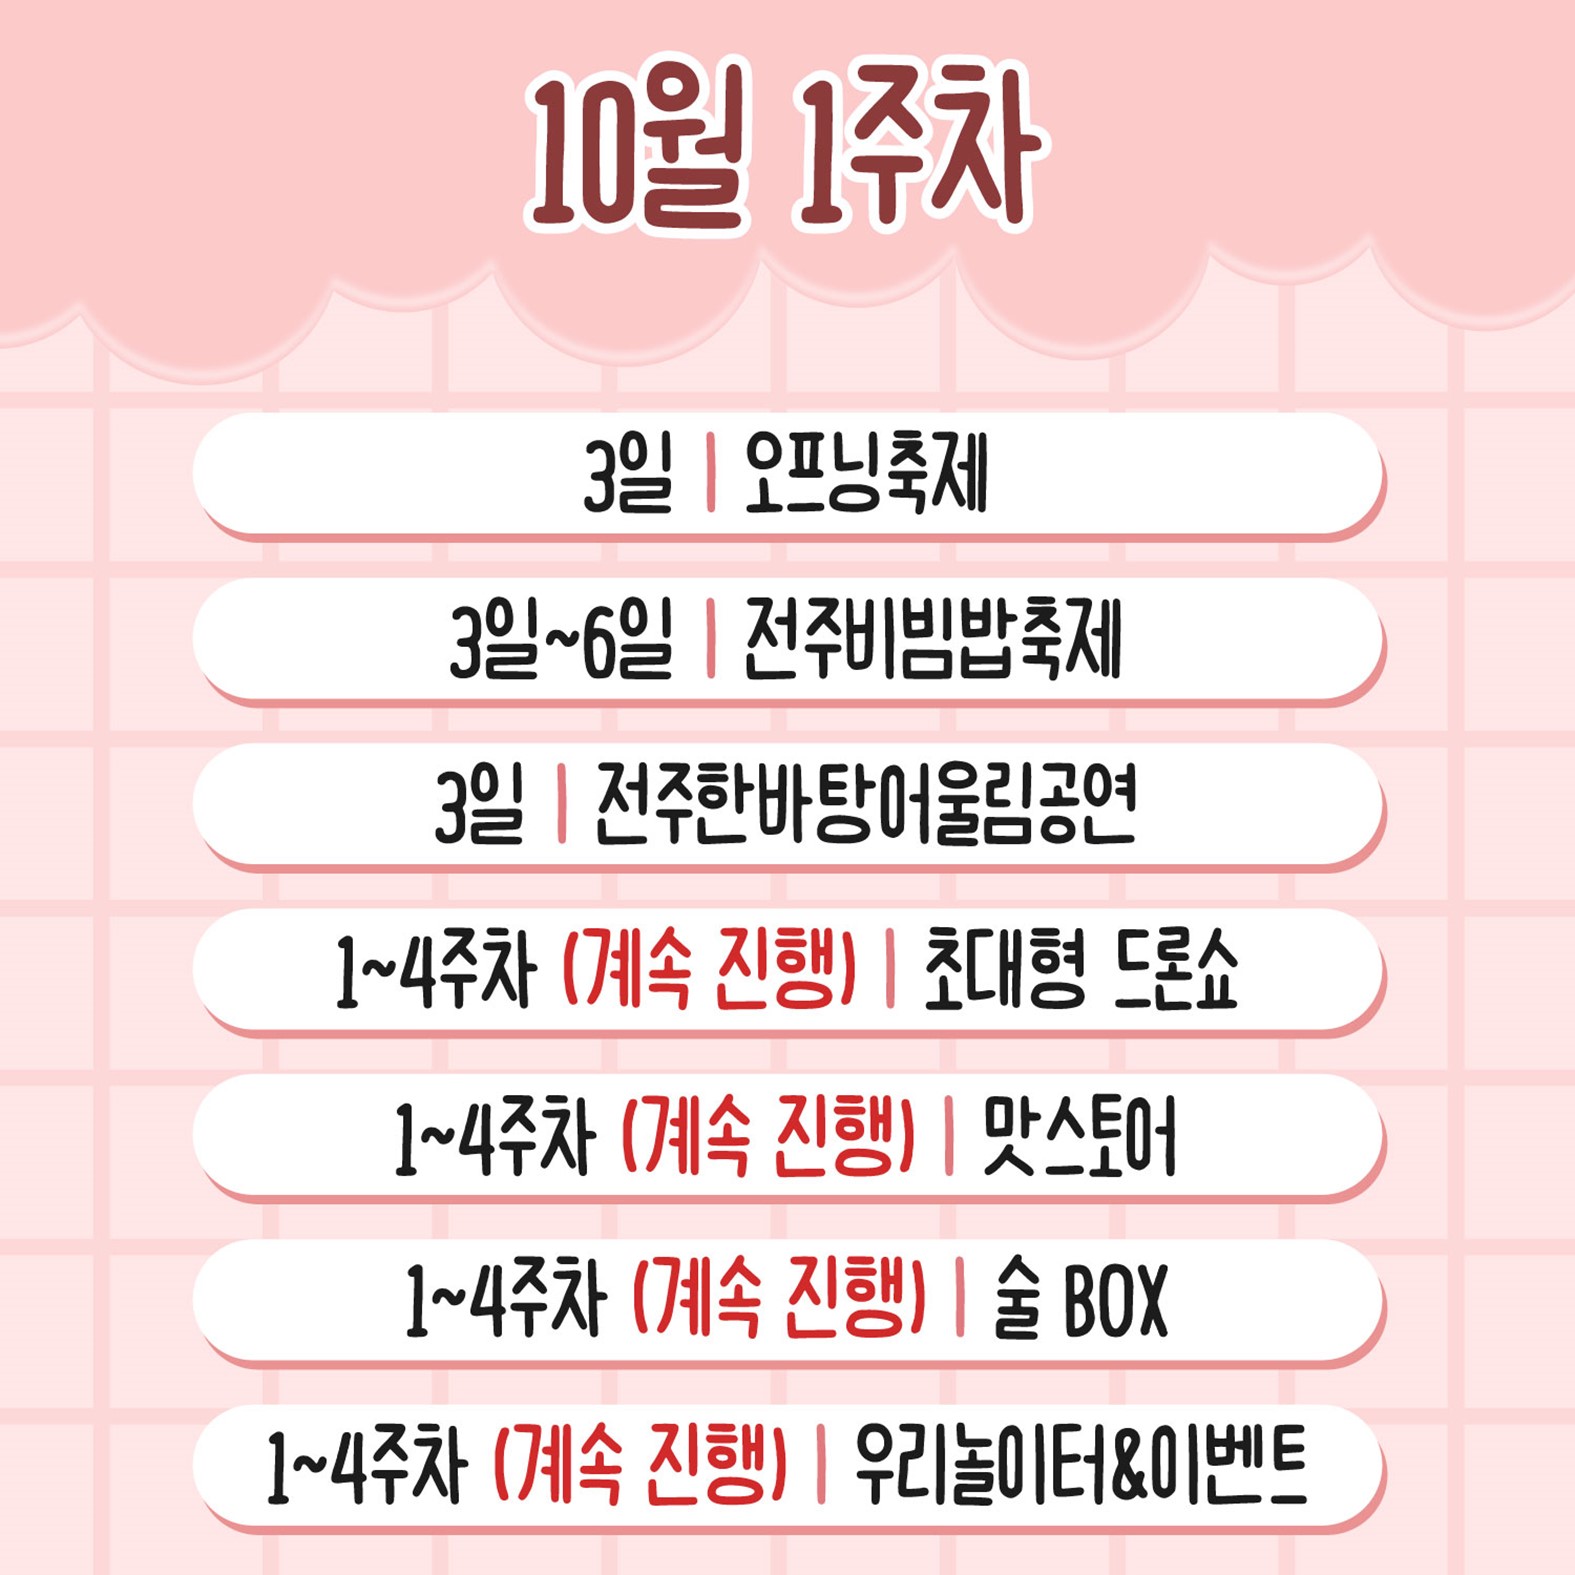 10월 1주차
3일 | 오프닝축제
3일~6일 | 전주비빔밥축제
3일 | 전주한바탕어울림공연
1~4주차 (계속 진행) | 초대형 드론쇼
1~4주차 (계속 진행) | 맛스토어
1~4주차 (계속 진행) | 술 BOX
1~4주차 (계속 진행) | 우리놀이터&이벤트